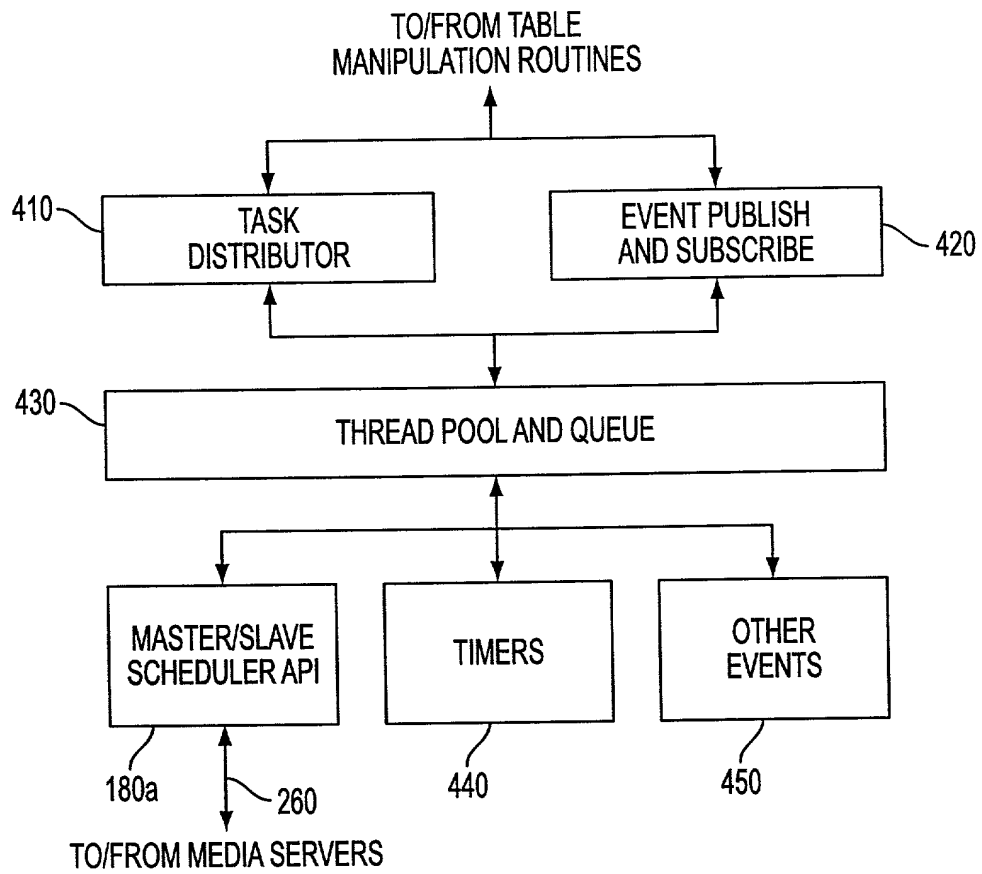 TO/FROM TABLE
MANIPULATION ROUTINES
410
TASK
DISTRIBUTOR
EVENT PUBLISH
AND SUBSCRIBE
420
430
THREAD POOL AND QUEUE
MASTER/SLAVE
SCHEDULER API
TIMERS
OTHER
EVENTS
180a
260
440
450
TO/FROM MEDIA SERVERS